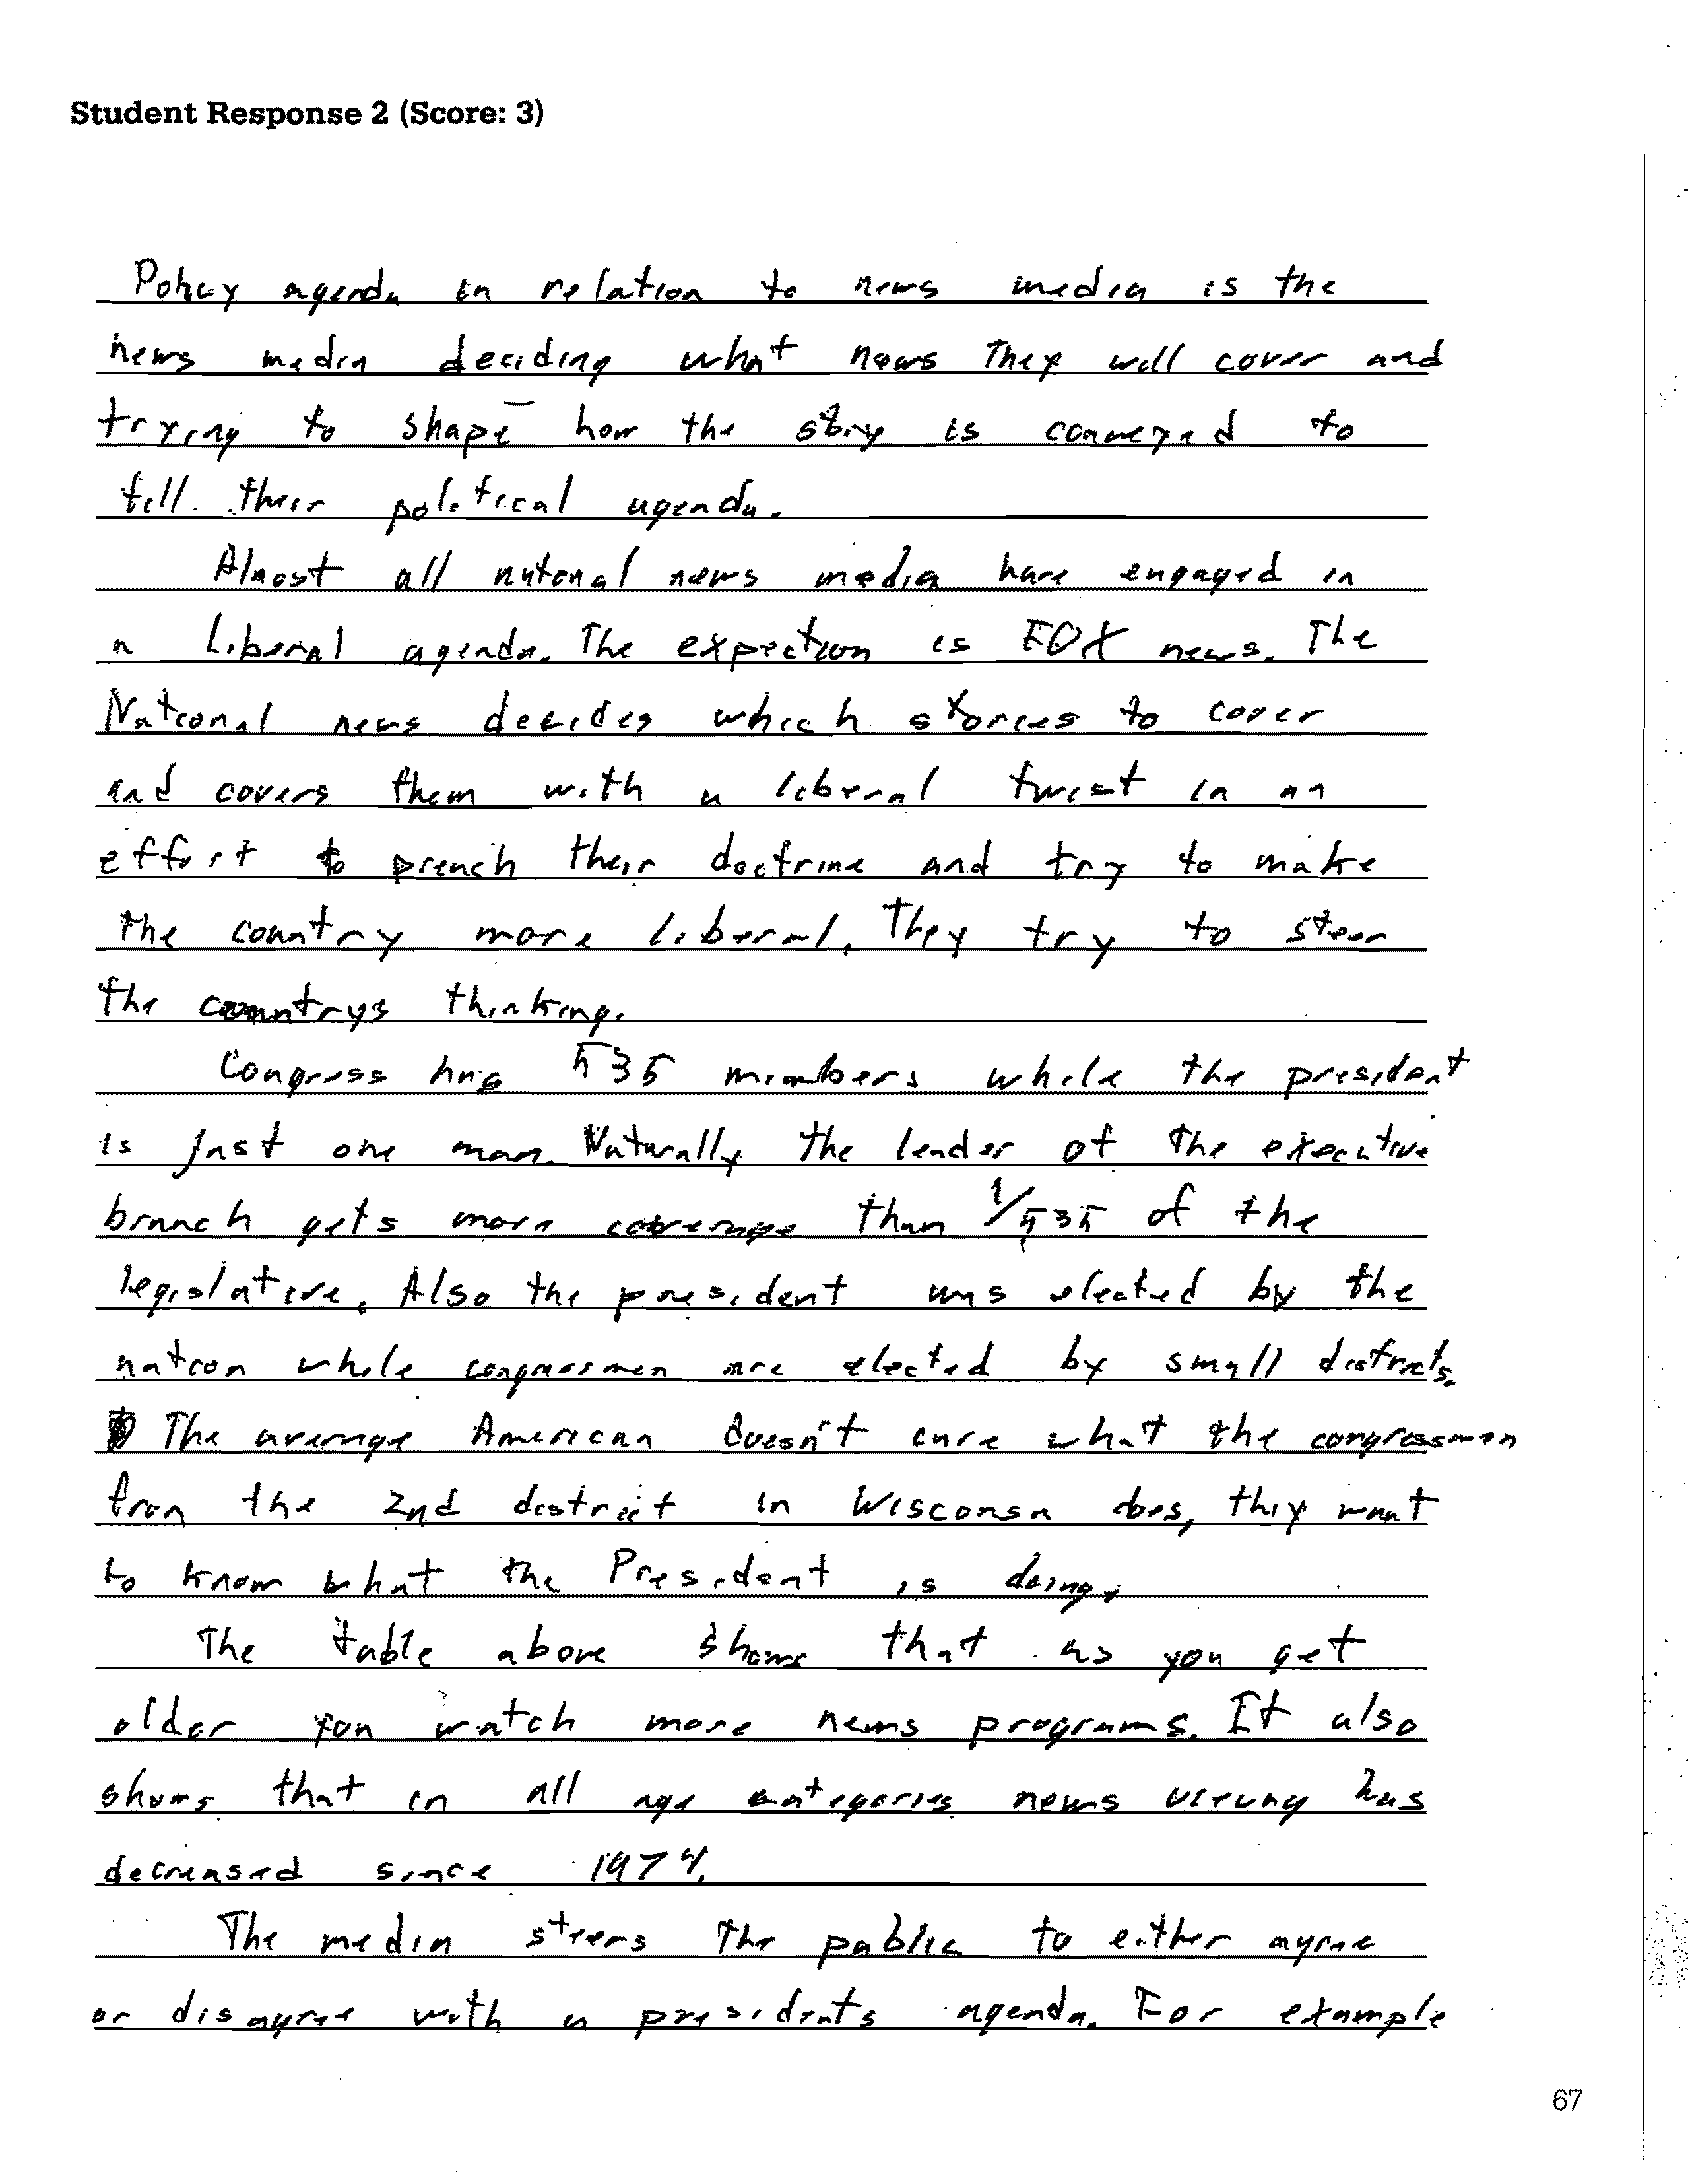 Student Response 2 (Score: 3)
Policy agenda in relation to news media is the
news media deciding what news they will cover and
trying to shape how the story is conveyed to
fill their political agenda.
Almost all national news media have engaged in
a Liberal agenda. The expection is FOX news. The
National news decides which stories to cover
and covers them with a liberal twist in an
effort to preach their doctrine and try to make
the country more liberal. They try to steer
the countrys thinking.
Congress has 535 members while the president
is just one man. Naturally the leader of the executive
branch gets more coverage than 1/535 of the
legislative. Also the president was elected by the
nation while congressmen are elected by small districts.
The average American doesn't care what the congressmen
from the 2nd district in Wisconsn does, they want
to know what the President is doing.
The table above shows that as you get
older you watch more news programs. It also
shows that in all age categories news viewing has
decreased since 1974.
The media steers the public to either agree
or disagree with a presidents agenda. For example
67